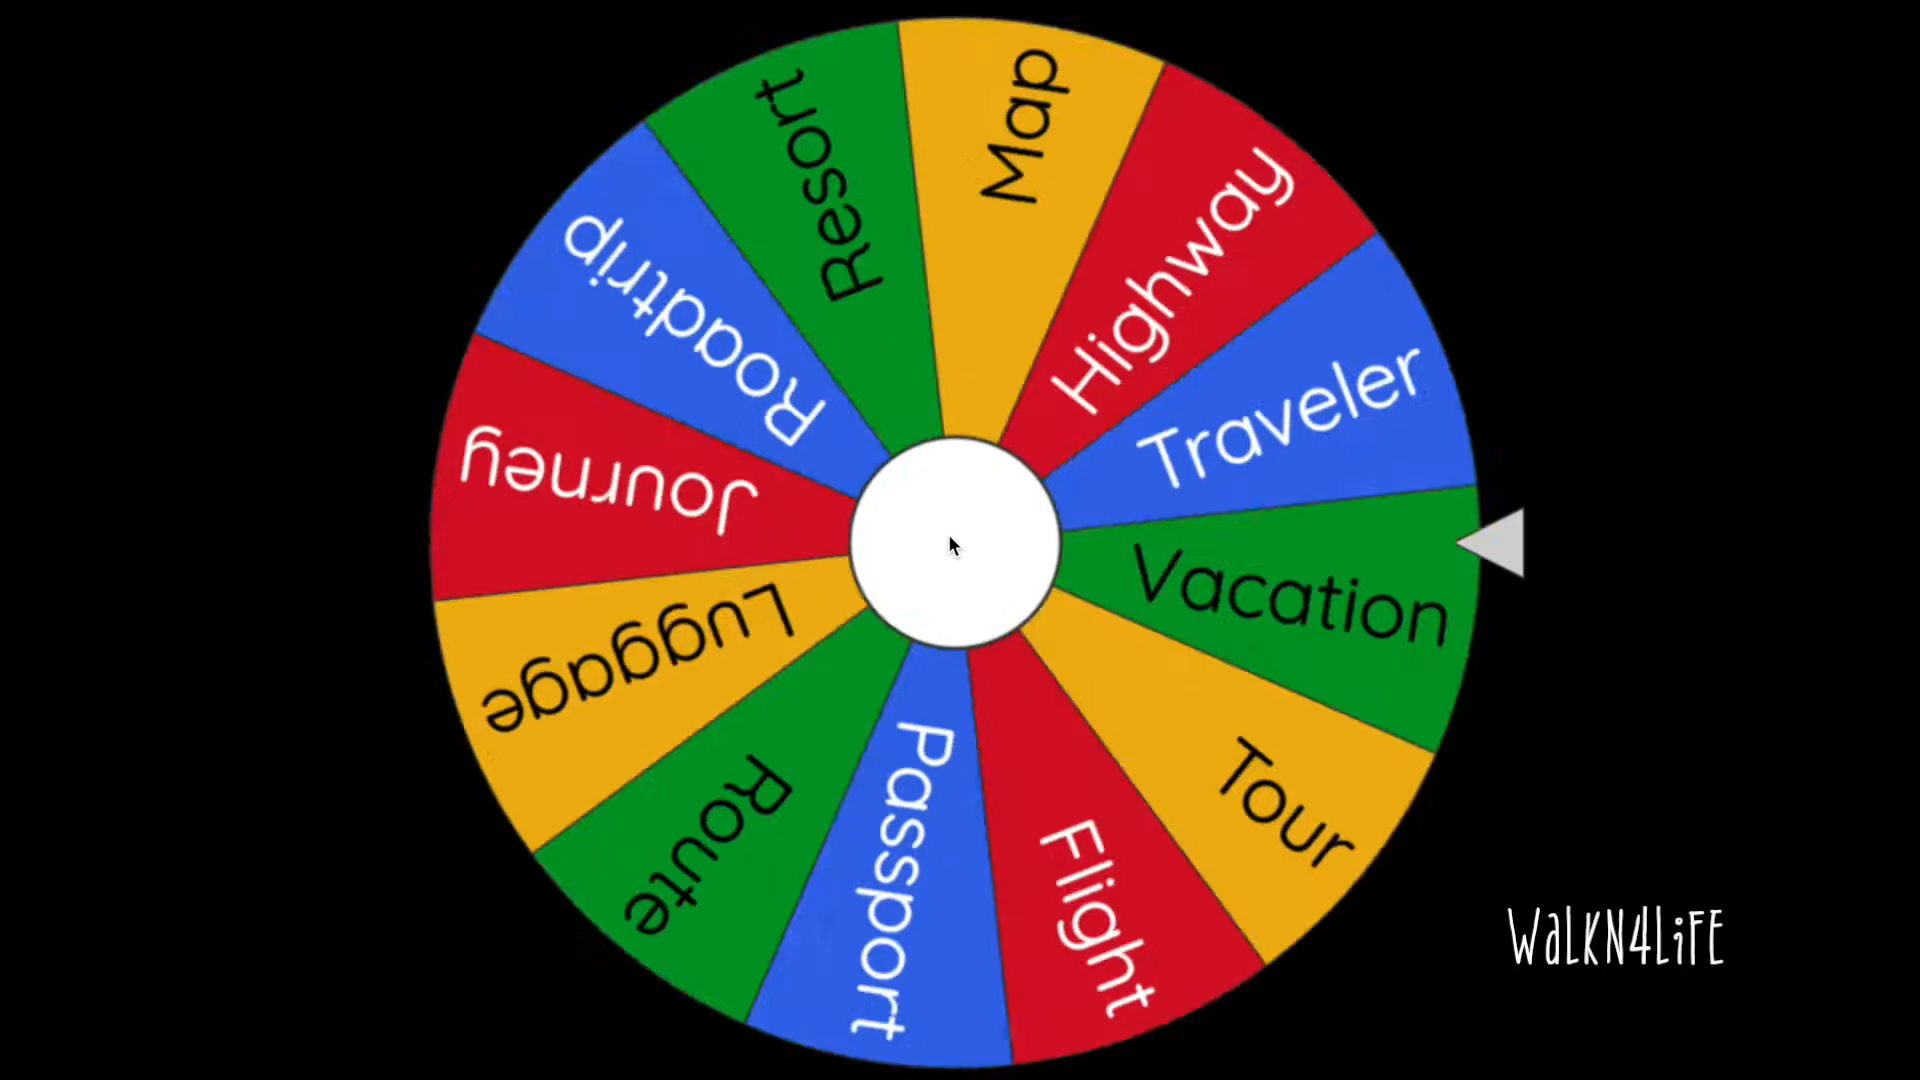 Map
Highway
Traveler
Vacation
Tour
Flight
Passport
Route
Luggage
Journey
Roadtrip
Resort
WaLKN4LiFE